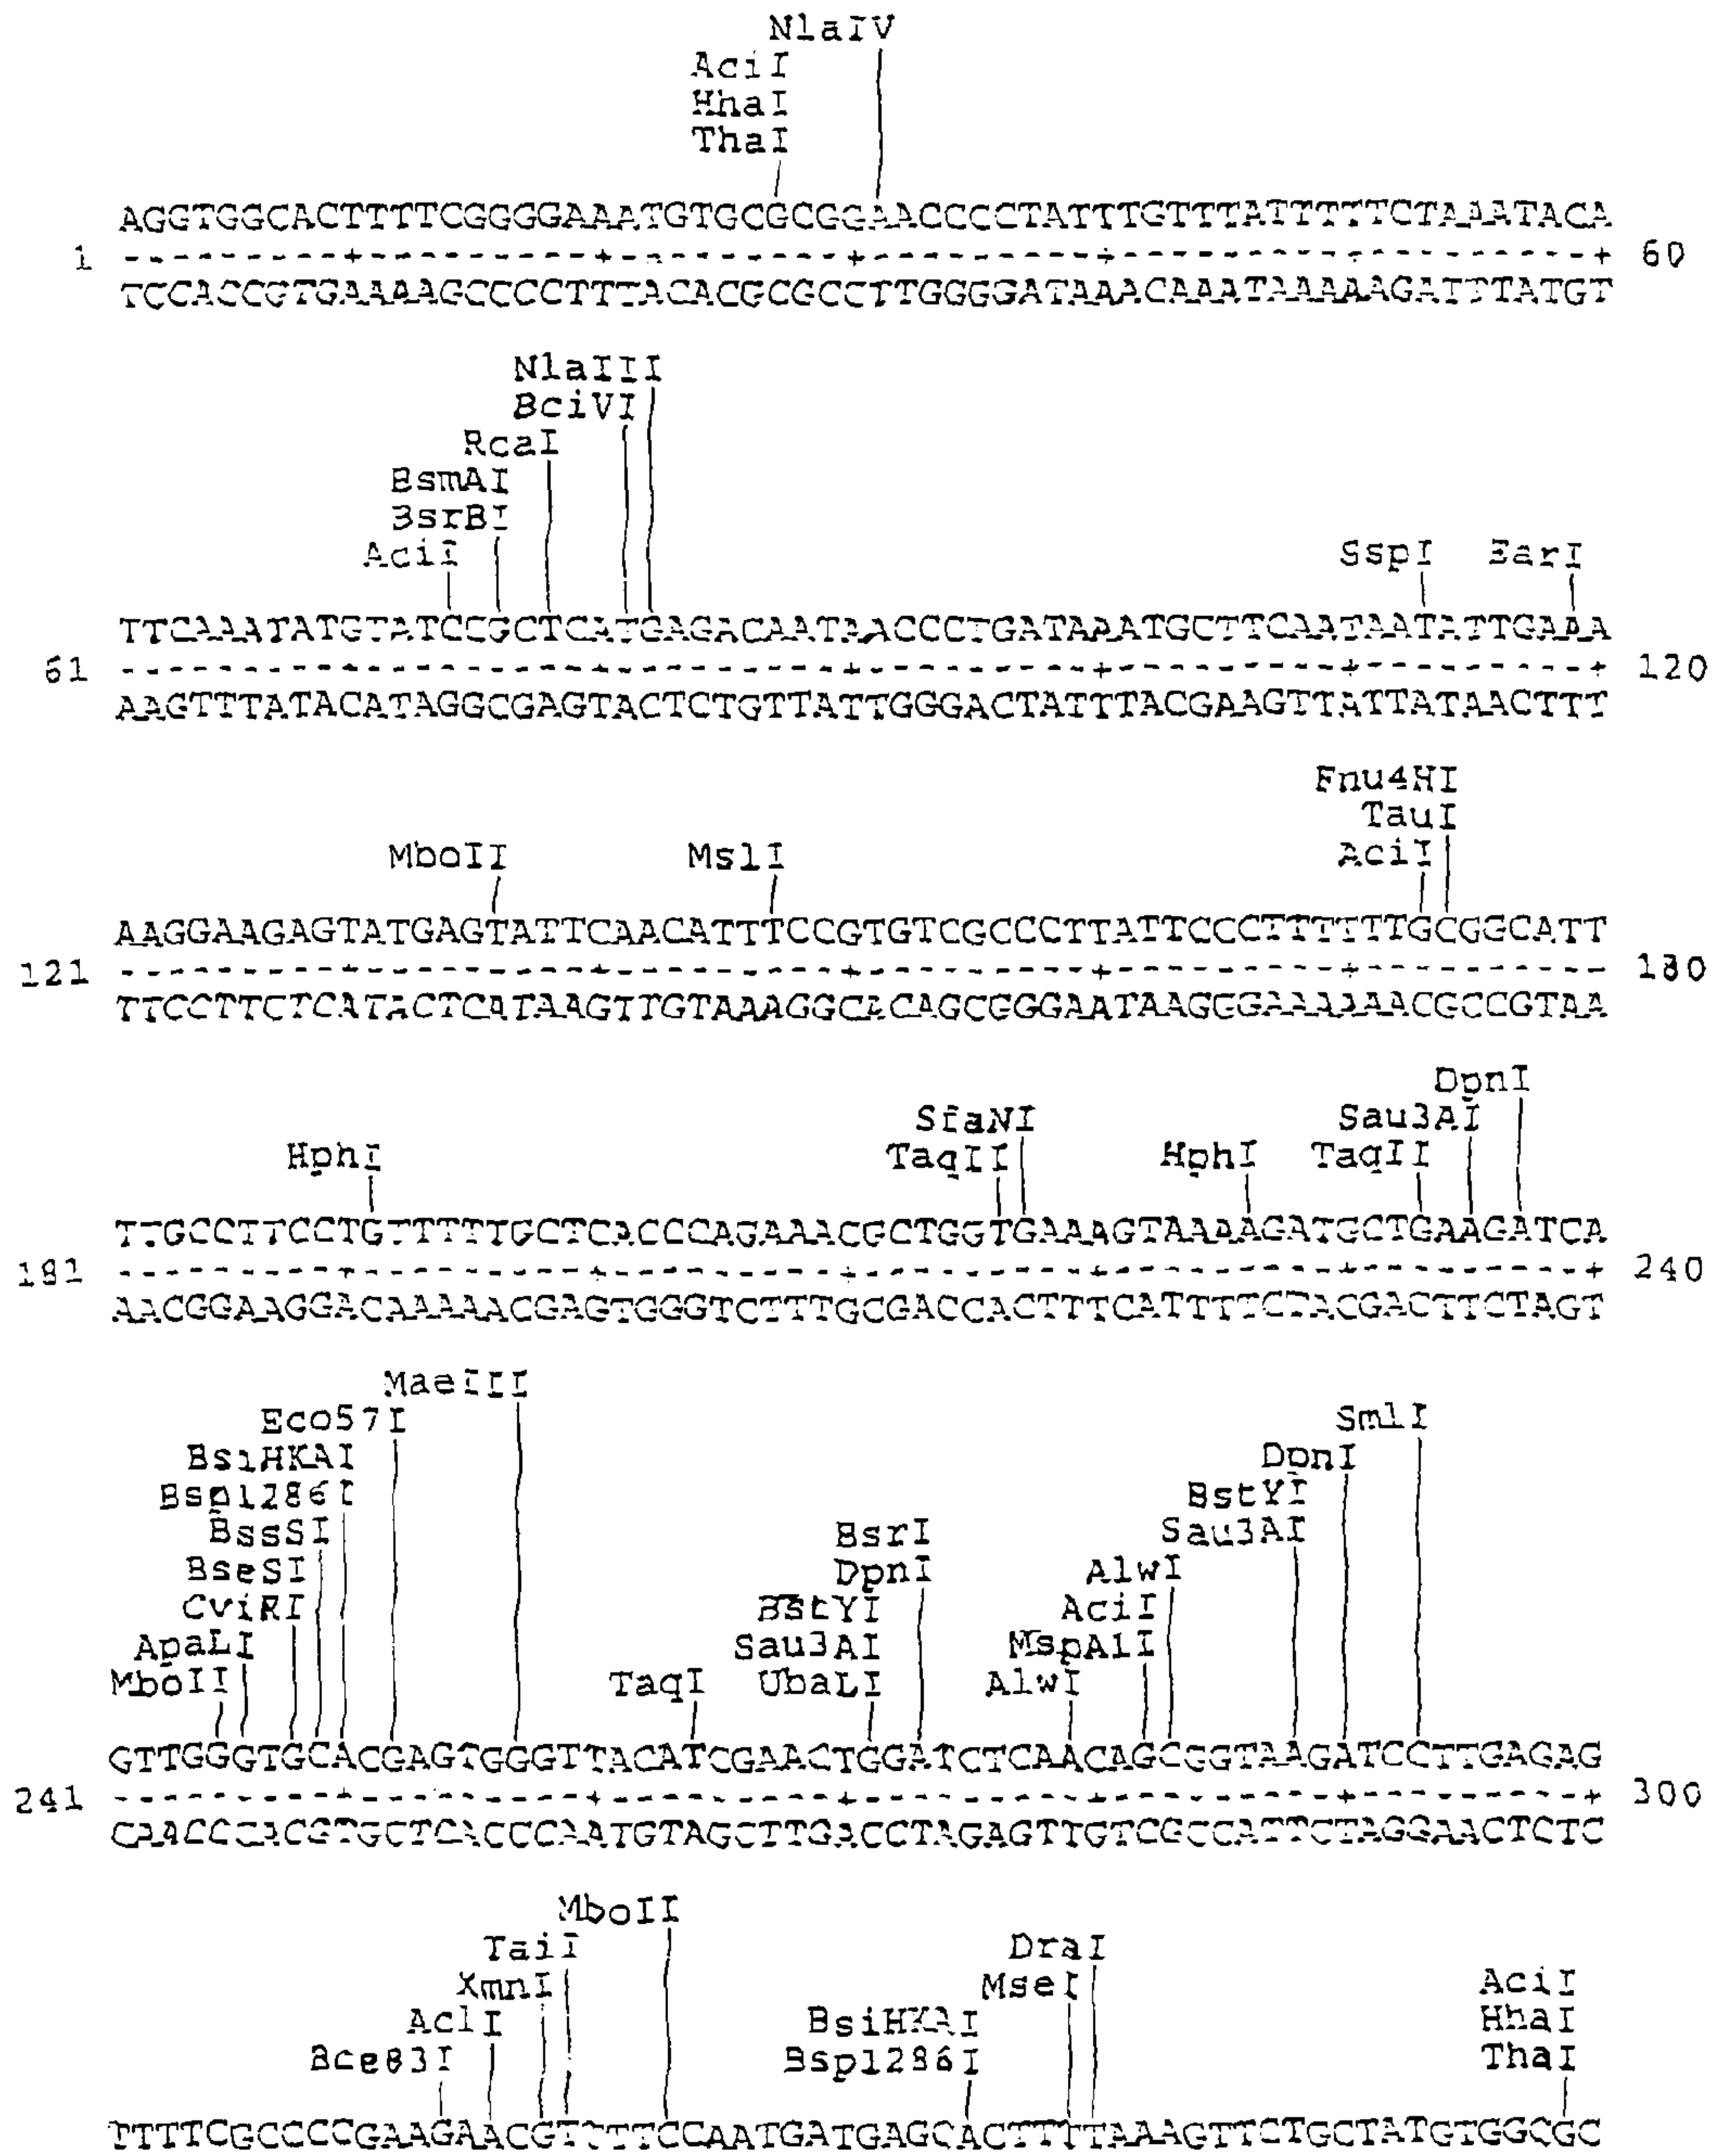 NlaIV
AciI
HhaI
ThaI
AGGTGGCACTTTTCGGGGAAATGTGCGCGGAACCCCTATTTGTTTATTTTTCTAAATACA
1 ---------+---------+---------+---------+---------+---------+ 60
TCCACCGTGAAAAGCCCCTTTACACGCGCCTTGGGGATAAACAAATAAAAAGATTTATGT
NlaIII
BciVI
RcaI
BsmAI
BsrBI
AciI SspI EarI
TTCAAATATGTATCCGCTCATGAGACAATAACCCTGATAAATGCTTCAATAATATTGAAA
61 ---------+---------+---------+---------+---------+---------+ 120
AAGTTTATACATAGGCGAGTACTCTGTTATTGGGACTATTTACGAAGTTATTATAACTTT
Fnu4HI
TauI
MboII MslI AciI
AAGGAAGAGTATGAGTATTCAACATTTCCGTGTCGCCCTTATTCCCTTTTTTGCGGCATT
121 ---------+---------+---------+---------+---------+---------- 180
TTCCTTCTCATACTCATAAGTTGTAAAGGCACAGCGGGAATAAGGGAAAAAACGCCGTAA
DpnI
SfaNI Sau3AI
HphI TaqII HphI TaqII
TTGCCTTCCTGTTTTTGCTCACCCAGAAACGCTGGTGAAAGTAAAAGATGCTGAAGATCA
181 ---------+---------+---------+---------+---------+---------+ 240
AACGGAAGGACAAAAACGAGTGGGTCTTTGCGACCACTTTCATTTTCTACGACTTCTAGT
MaeIII
Eco57I SmlI
BsiHKAI DpnI
Bsp1286I BstYI
BssSI BsrI Sau3AI
BseSI DpnI AlwI
CviRI BstYI AciI
ApaLI Sau3AI MspA1I
MboII TaqI UbaLI AlwI
GTTGGGTGCACGAGTGGGTTACATCGAACTGGATCTCAACAGCGGTAAGATCCTTGAGAG
241 ---------+---------+---------+---------+---------+---------+ 300
CAACCCACGTGCTCACCCAATGTAGCTTGACCTAGAGTTGTCGCCATTCTAGGAACTCTC
MboII
TaiI DraI
XmnI MseI AciI
AclI BsiHKAI HhaI
Bce83I Bsp1286I ThaI
TTTTCGCCCCGAAGAACGTTTTCCAATGATGAGCACTTTTAAAGTTCTGCTATGTGGCGC